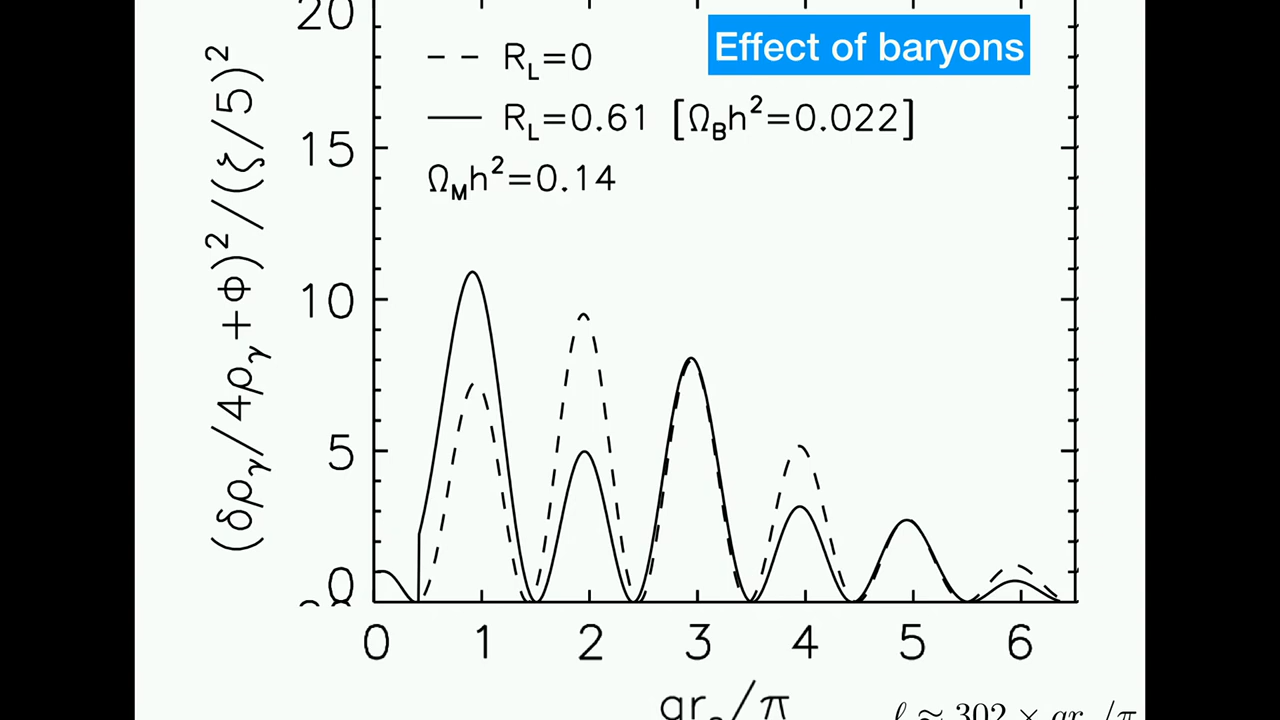 20
Effect of baryons
R_L=0
R_L=0.61 [Ω_Bh²=0.022]
Ω_Mh²=0.14
15
10
5
0
(δρ_γ/4ρ_γ+Φ)²/(ζ/5)²
0 1 2 3 4 5 6
/π
ℓ ≈ 302 ×
/π